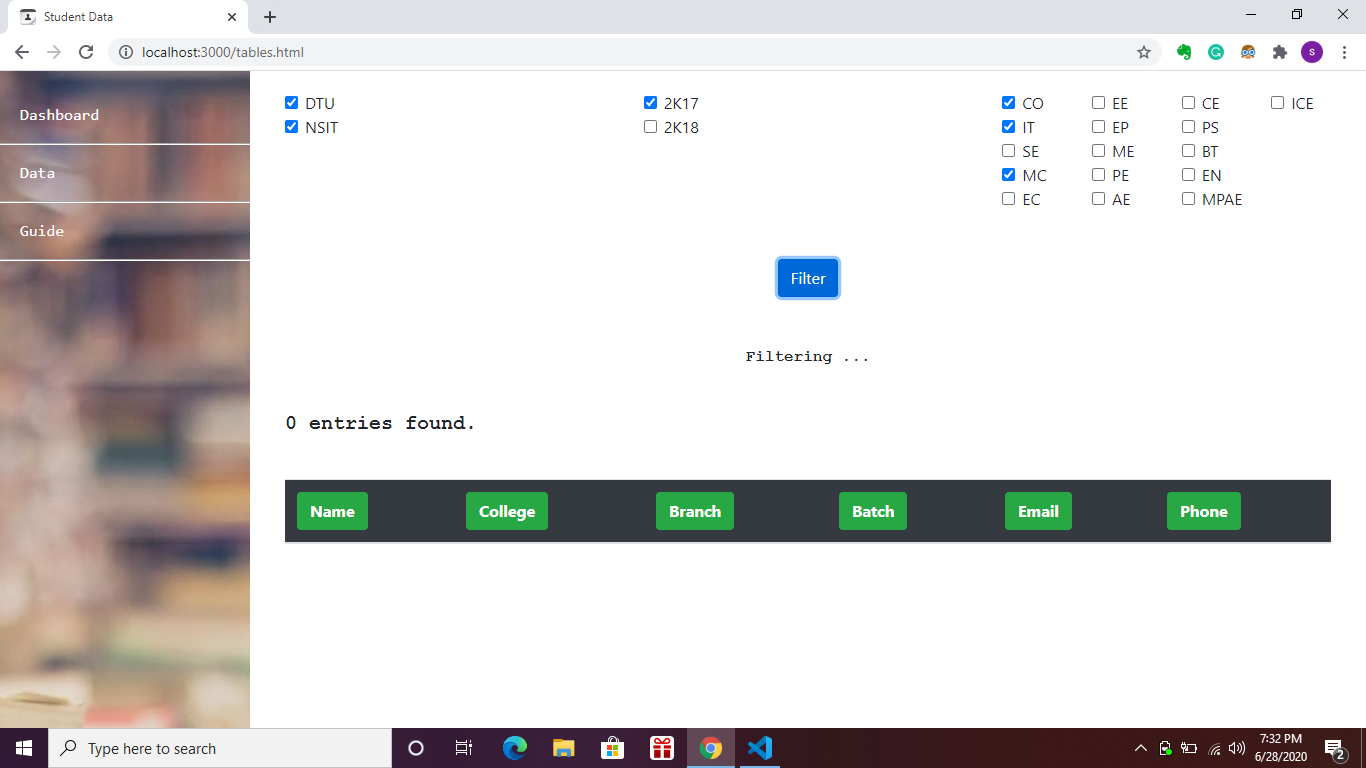 Student Data
localhost:3000/tables.html
S
Dashboard
Data
Guide
DTU
NSIT
2K17
2K18
CO EE CE ICE
IT EP PS
SE ME BT
MC PE EN
EC AE MPAE
Filter
Filtering ...
0 entries found.
Name College Branch Batch Email Phone
Type here to search
7:32 PM
6/28/2020
2